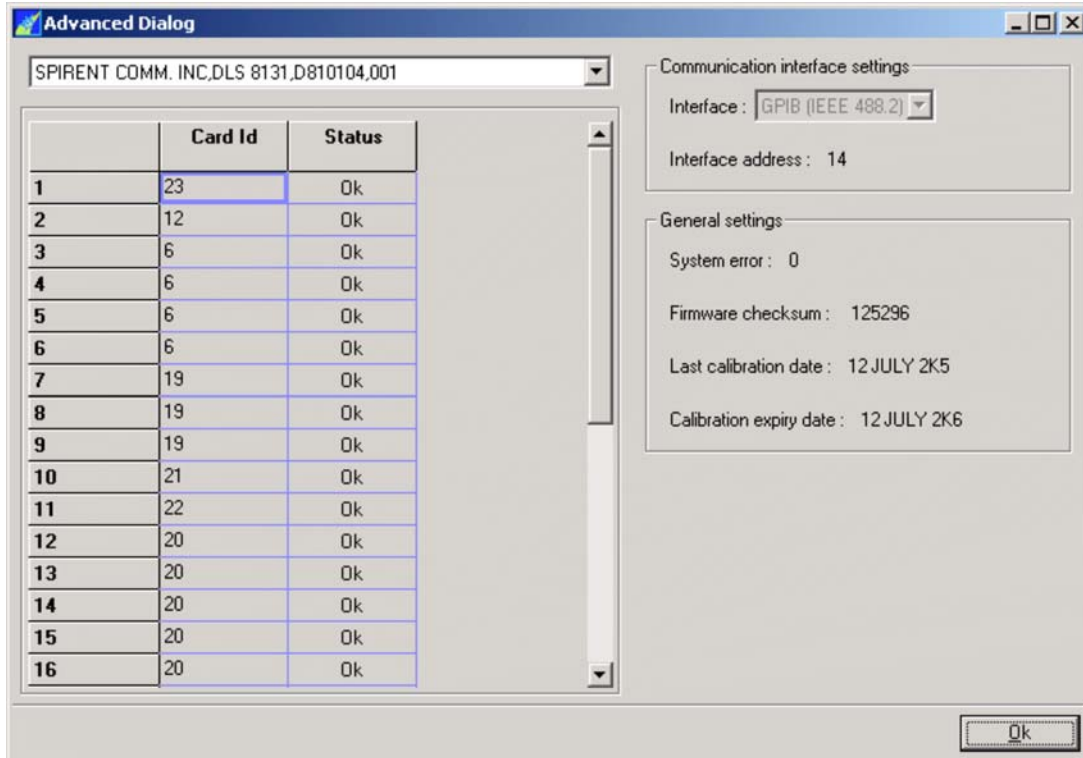 Advanced Dialog
SPIRENT COMM. INC,DLS 8131,D810104,001
Card Id Status
1 23 Ok
2 12 Ok
3 6 Ok
4 6 Ok
5 6 Ok
6 6 Ok
7 19 Ok
8 19 Ok
9 19 Ok
10 21 Ok
11 22 Ok
12 20 Ok
13 20 Ok
14 20 Ok
15 20 Ok
16 20 Ok
Communication interface settings
Interface : GPIB (IEEE 488.2)
Interface address : 14
General settings
System error : 0
Firmware checksum : 125296
Last calibration date : 12 JULY 2K5
Calibration expiry date : 12 JULY 2K6
Ok